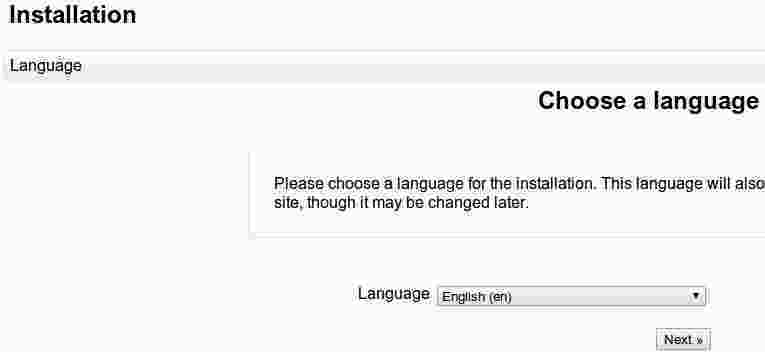 Installation
Language
Choose a language
Please choose a language for the installation. This language will also
site, though it may be changed later.
Language English (en)
Next »